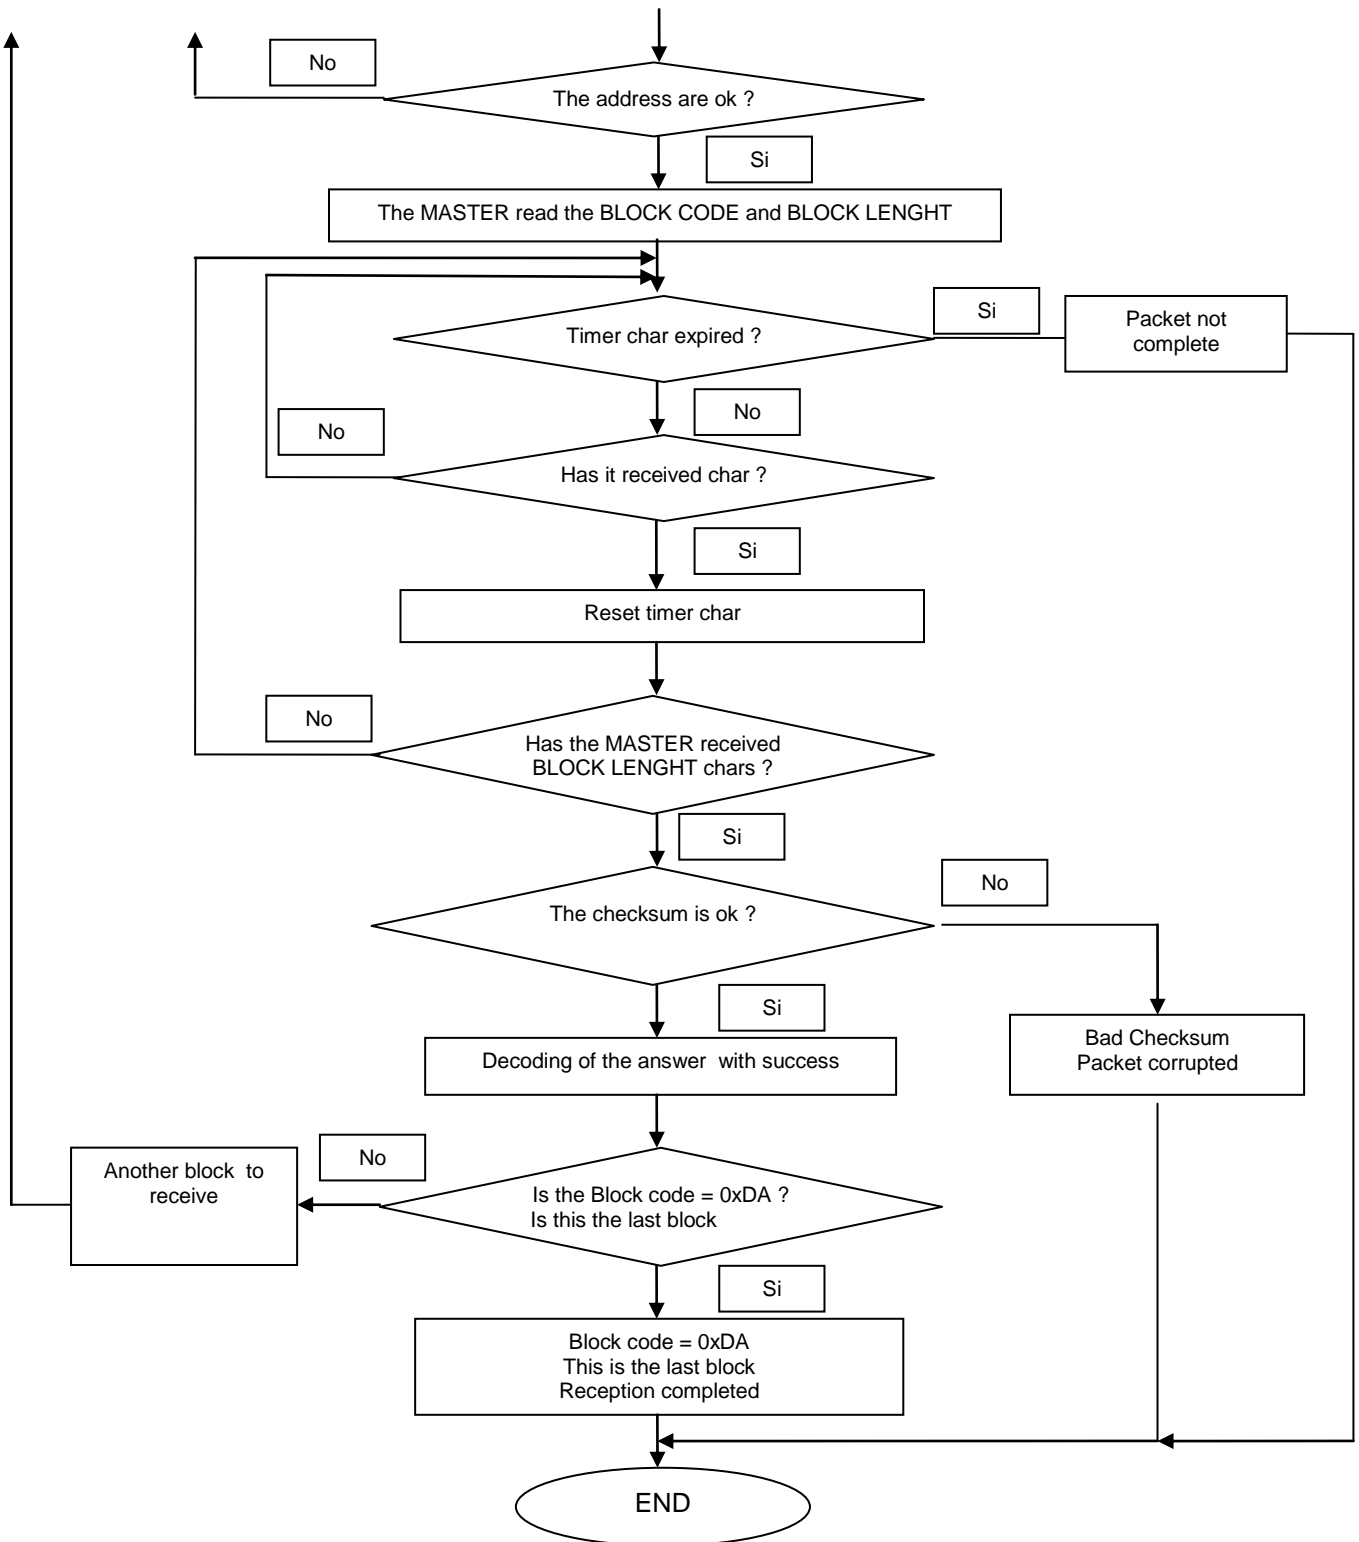 No
The address are ok ?
Si
The MASTER read the BLOCK CODE and BLOCK LENGHT
Si
Packet not
complete
Timer char expired ?
No
No
Has it received char ?
Si
Reset timer char
No
Has the MASTER received
BLOCK LENGHT chars ?
Si
No
The checksum is ok ?
Si
Bad Checksum
Packet corrupted
Decoding of the answer with success
No
Another block to
receive
Is the Block code = 0xDA ?
Is this the last block
Si
Block code = 0xDA
This is the last block
Reception completed
END